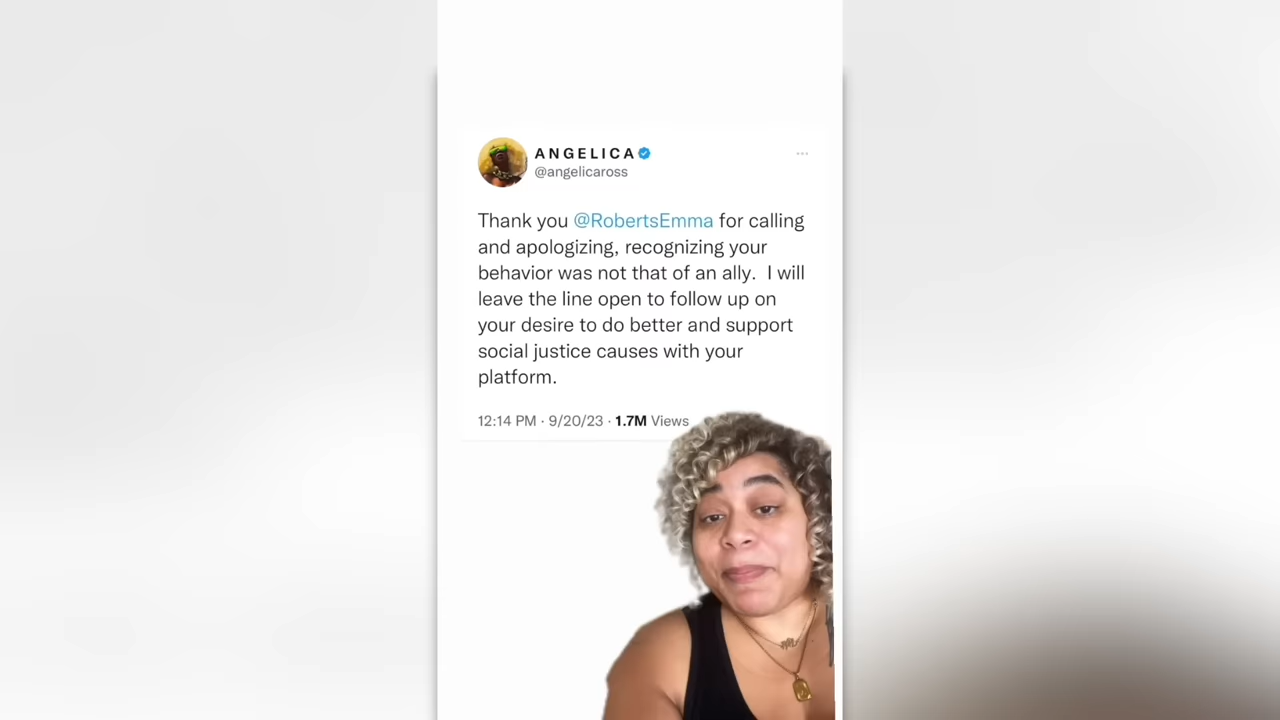 ANGELICA
@angelicaross
Thank you @RobertsEmma for calling
and apologizing, recognizing your
behavior was not that of an ally.  I will
leave the line open to follow up on
your desire to do better and support
social justice causes with your
platform.
12:14 PM · 9/20/23 · 1.7M Views